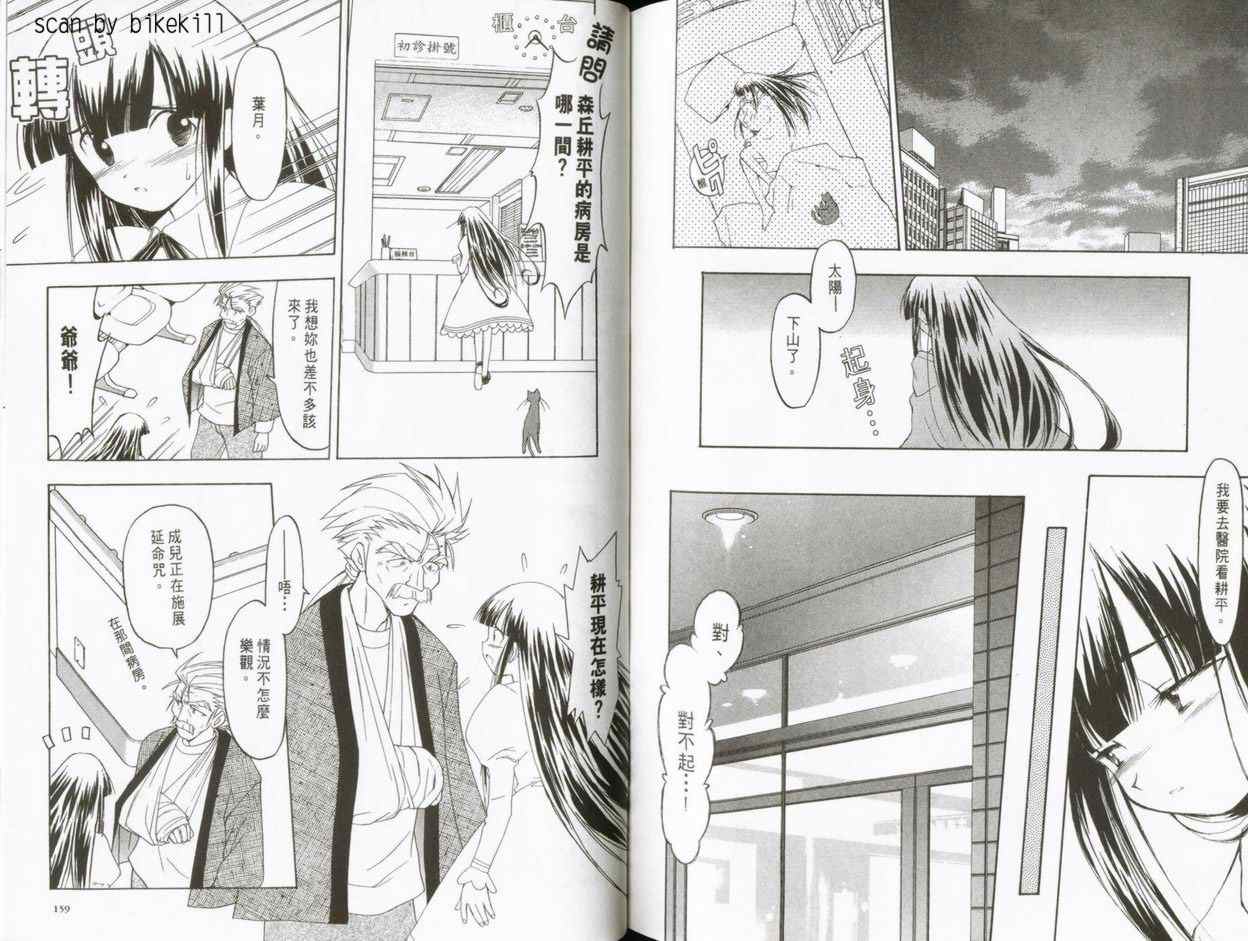 太陽—
下山了。
起身…
我要去醫院看耕平。
對、
對不起…！
scan by bikekill
櫃台
初診掛號
請問
森丘耕平的病房是
哪一間？
葉月。
轉頭
我想妳也差不多該
來了。
爺爺！
耕平現在怎樣？
——唔…
情況不怎麼
樂觀。
成兒正在施展
延命咒。
在那間病房。
159